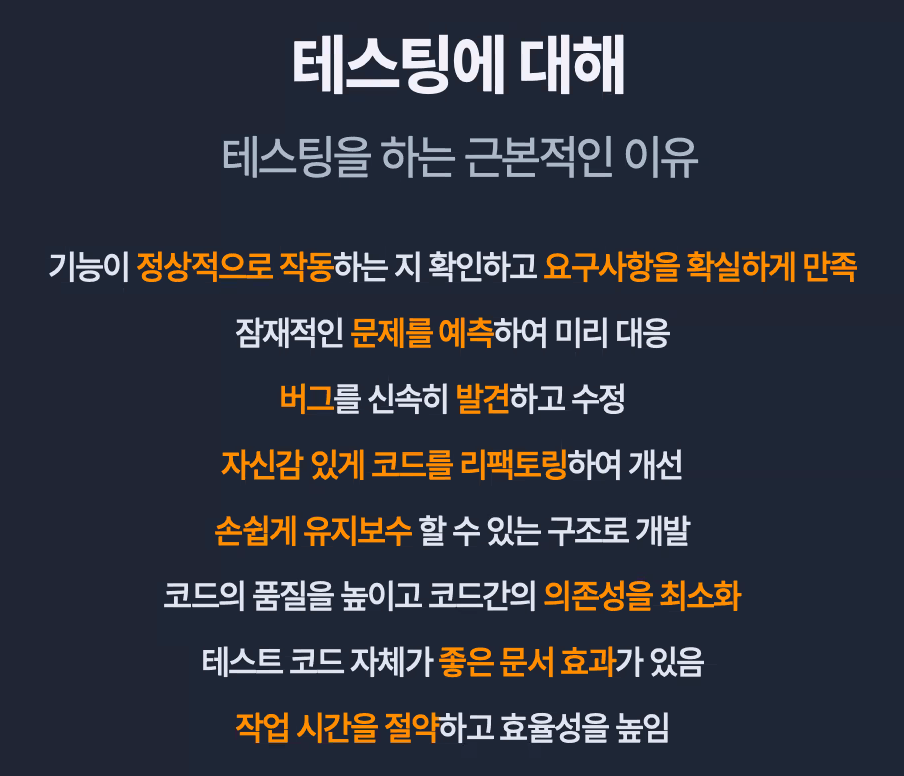 테스팅에 대해
테스팅을 하는 근본적인 이유
기능이 정상적으로 작동하는 지 확인하고 요구사항을 확실하게 만족
잠재적인 문제를 예측하여 미리 대응
버그를 신속히 발견하고 수정
자신감 있게 코드를 리팩토링하여 개선
손쉽게 유지보수 할 수 있는 구조로 개발
코드의 품질을 높이고 코드간의 의존성을 최소화
테스트 코드 자체가 좋은 문서 효과가 있음
작업 시간을 절약하고 효율성을 높임